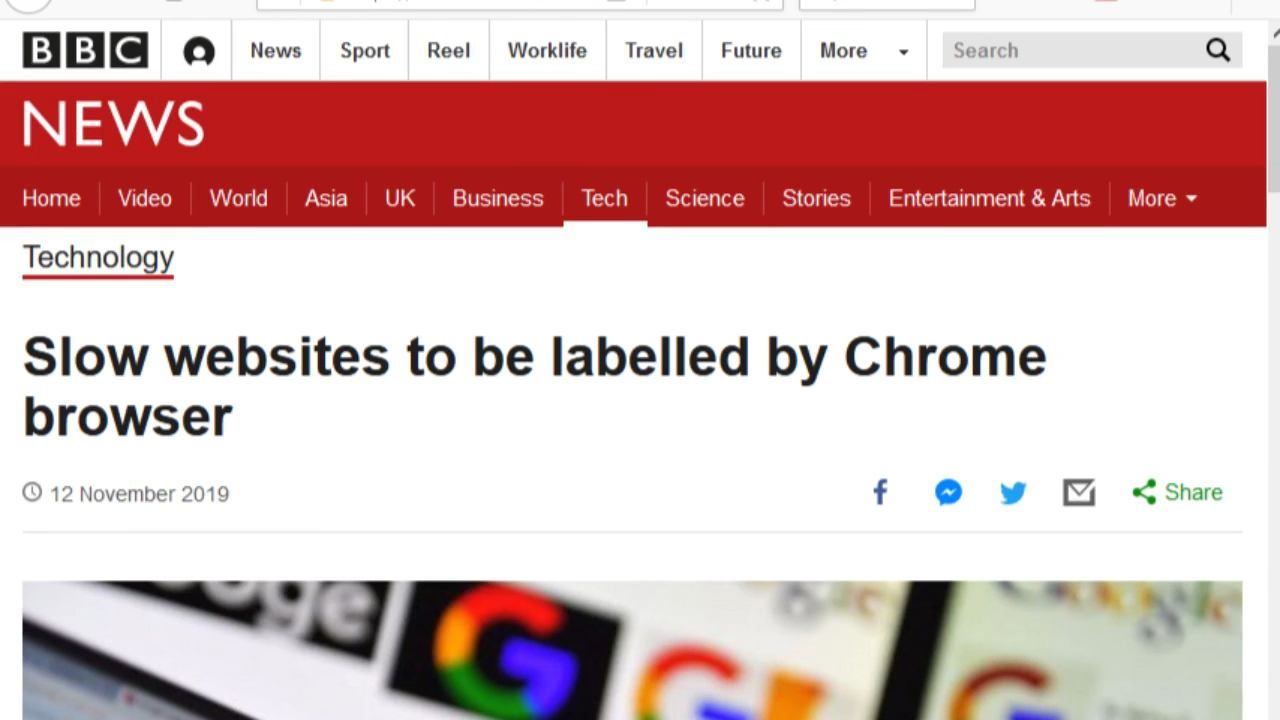 BBC News Sport Reel Worklife Travel Future More Search
NEWS
Home Video World Asia UK Business Tech Science Stories Entertainment & Arts More
Technology
Slow websites to be labelled by Chrome
browser
12 November 2019 Share